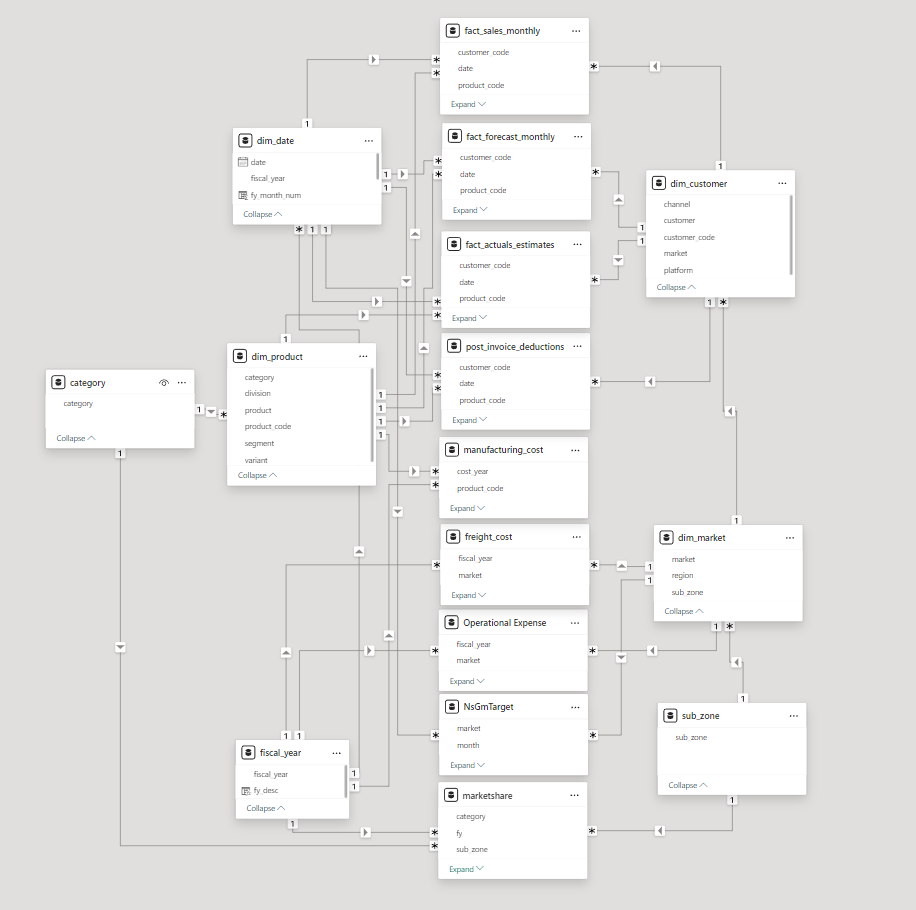 fact_sales_monthly
customer_code
date
product_code
Expand
dim_date
date
fiscal_year
fy_month_num
Collapse
fact_forecast_monthly
customer_code
date
product_code
Expand
dim_customer
channel
customer
customer_code
market
platform
Collapse
fact_actuals_estimates
customer_code
date
product_code
Expand
dim_product
category
division
product
product_code
segment
variant
Collapse
category
category
Collapse
post_invoice_deductions
customer_code
date
product_code
Expand
manufacturing_cost
cost_year
product_code
Expand
freight_cost
fiscal_year
market
Expand
dim_market
market
region
sub_zone
Collapse
Operational Expense
fiscal_year
market
Expand
NsGmTarget
market
month
Expand
sub_zone
sub_zone
Collapse
fiscal_year
fiscal_year
fy_desc
Collapse
marketshare
category
fy
sub_zone
Expand